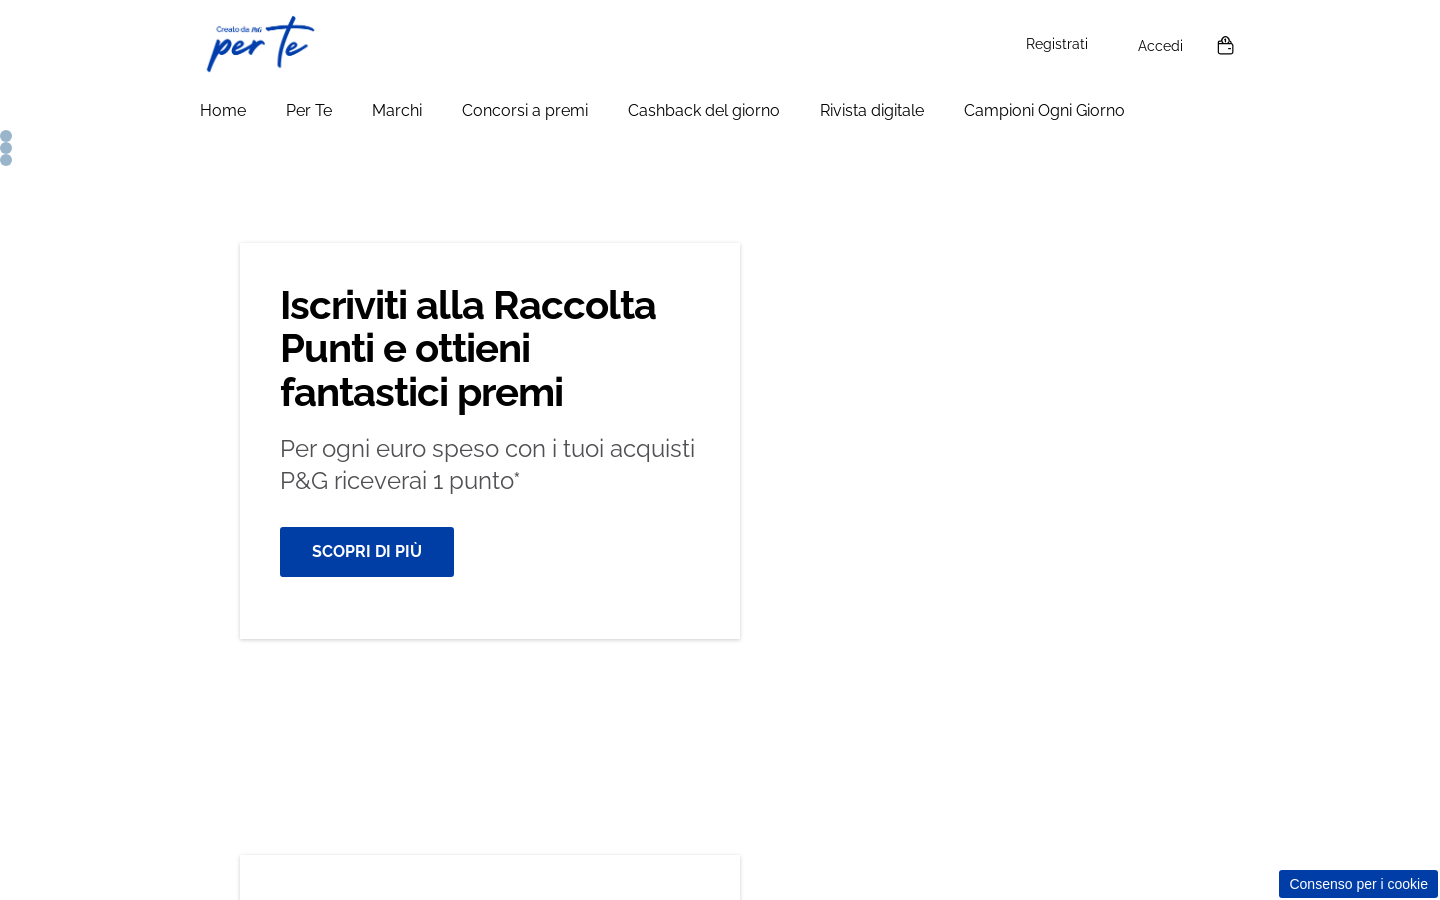 Creato da P&G
per Te
Registrati
Accedi
Home
Per Te
Marchi
Concorsi a premi
Cashback del giorno
Rivista digitale
Campioni Ogni Giorno
Iscriviti alla Raccolta
Punti e ottieni
fantastici premi
Per ogni euro speso con i tuoi acquisti
P&G riceverai 1 punto*
SCOPRI DI PIÙ
Consenso per i cookie